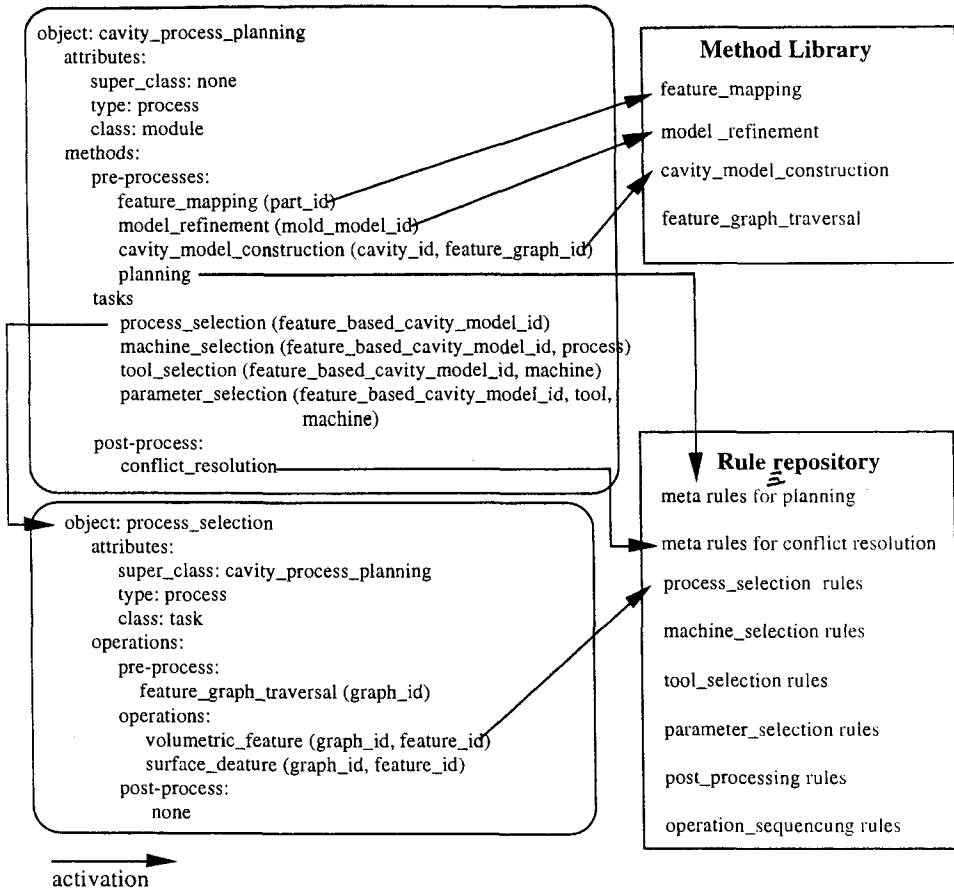 object: cavity_process_planning
attributes:
super_class: none
type: process
class: module
methods:
pre-processes:
feature_mapping (part_id)
model_refinement (mold_model_id)
cavity_model_construction (cavity_id, feature_graph_id)
planning
tasks
process_selection (feature_based_cavity_model_id)
machine_selection (feature_based_cavity_model_id, process)
tool_selection (feature_based_cavity_model_id, machine)
parameter_selection (feature_based_cavity_model_id, tool,
machine)
post-process:
conflict_resolution
object: process_selection
attributes:
super_class: cavity_process_planning
type: process
class: task
operations:
pre-process:
feature_graph_traversal (graph_id)
operations:
volumetric_feature (graph_id, feature_id)
surface_deature (graph_id, feature_id)
post-process:
none
activation
Method Library
feature_mapping
model _refinement
cavity_model_construction
feature_graph_traversal
Rule repository
meta rules for planning
meta rules for conflict resolution
process_selection rules
machine_selection rules
tool_selection rules
parameter_selection rules
post_processing rules
operation_sequencung rules